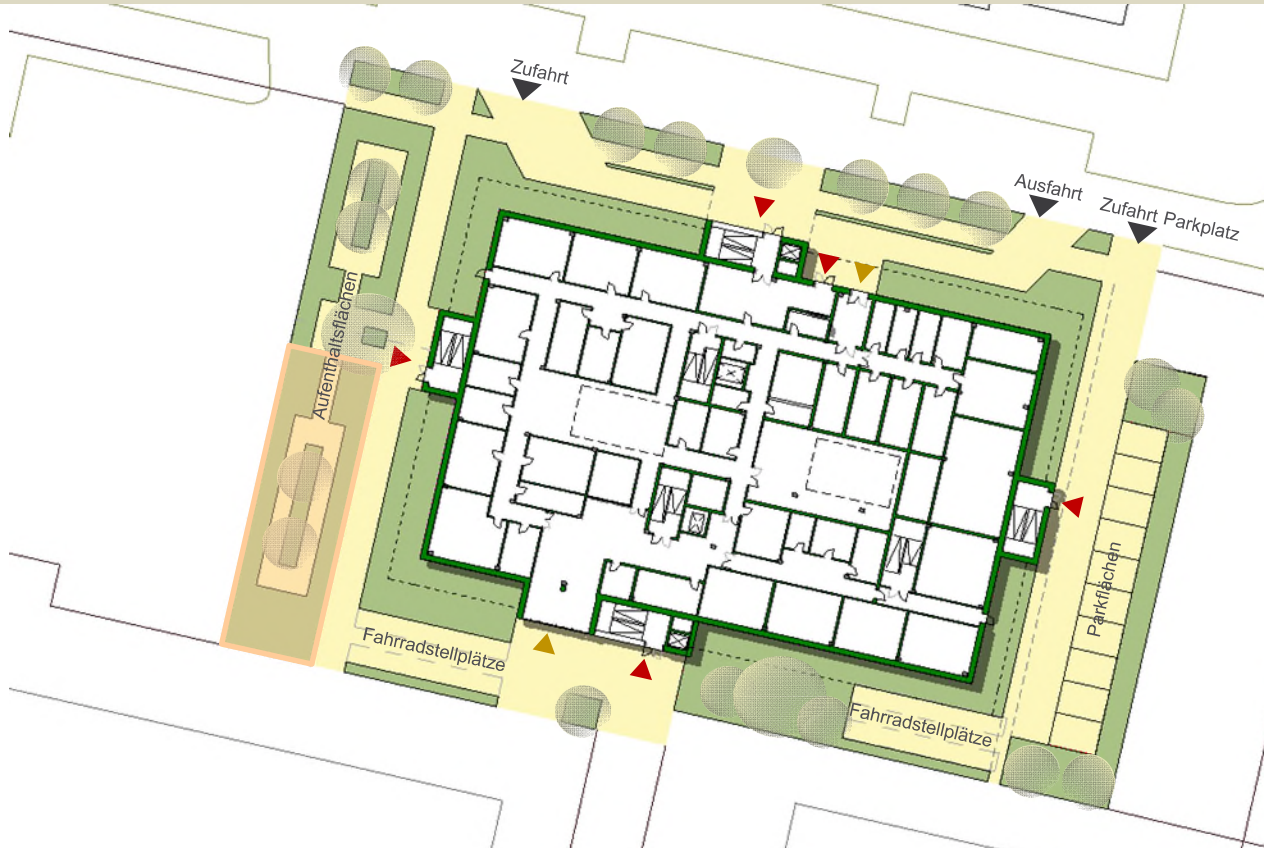 Zufahrt
Ausfahrt
Zufahrt Parkplatz
Aufenthaltsflächen
Parkflächen
Fahrradstellplätze
Fahrradstellplätze